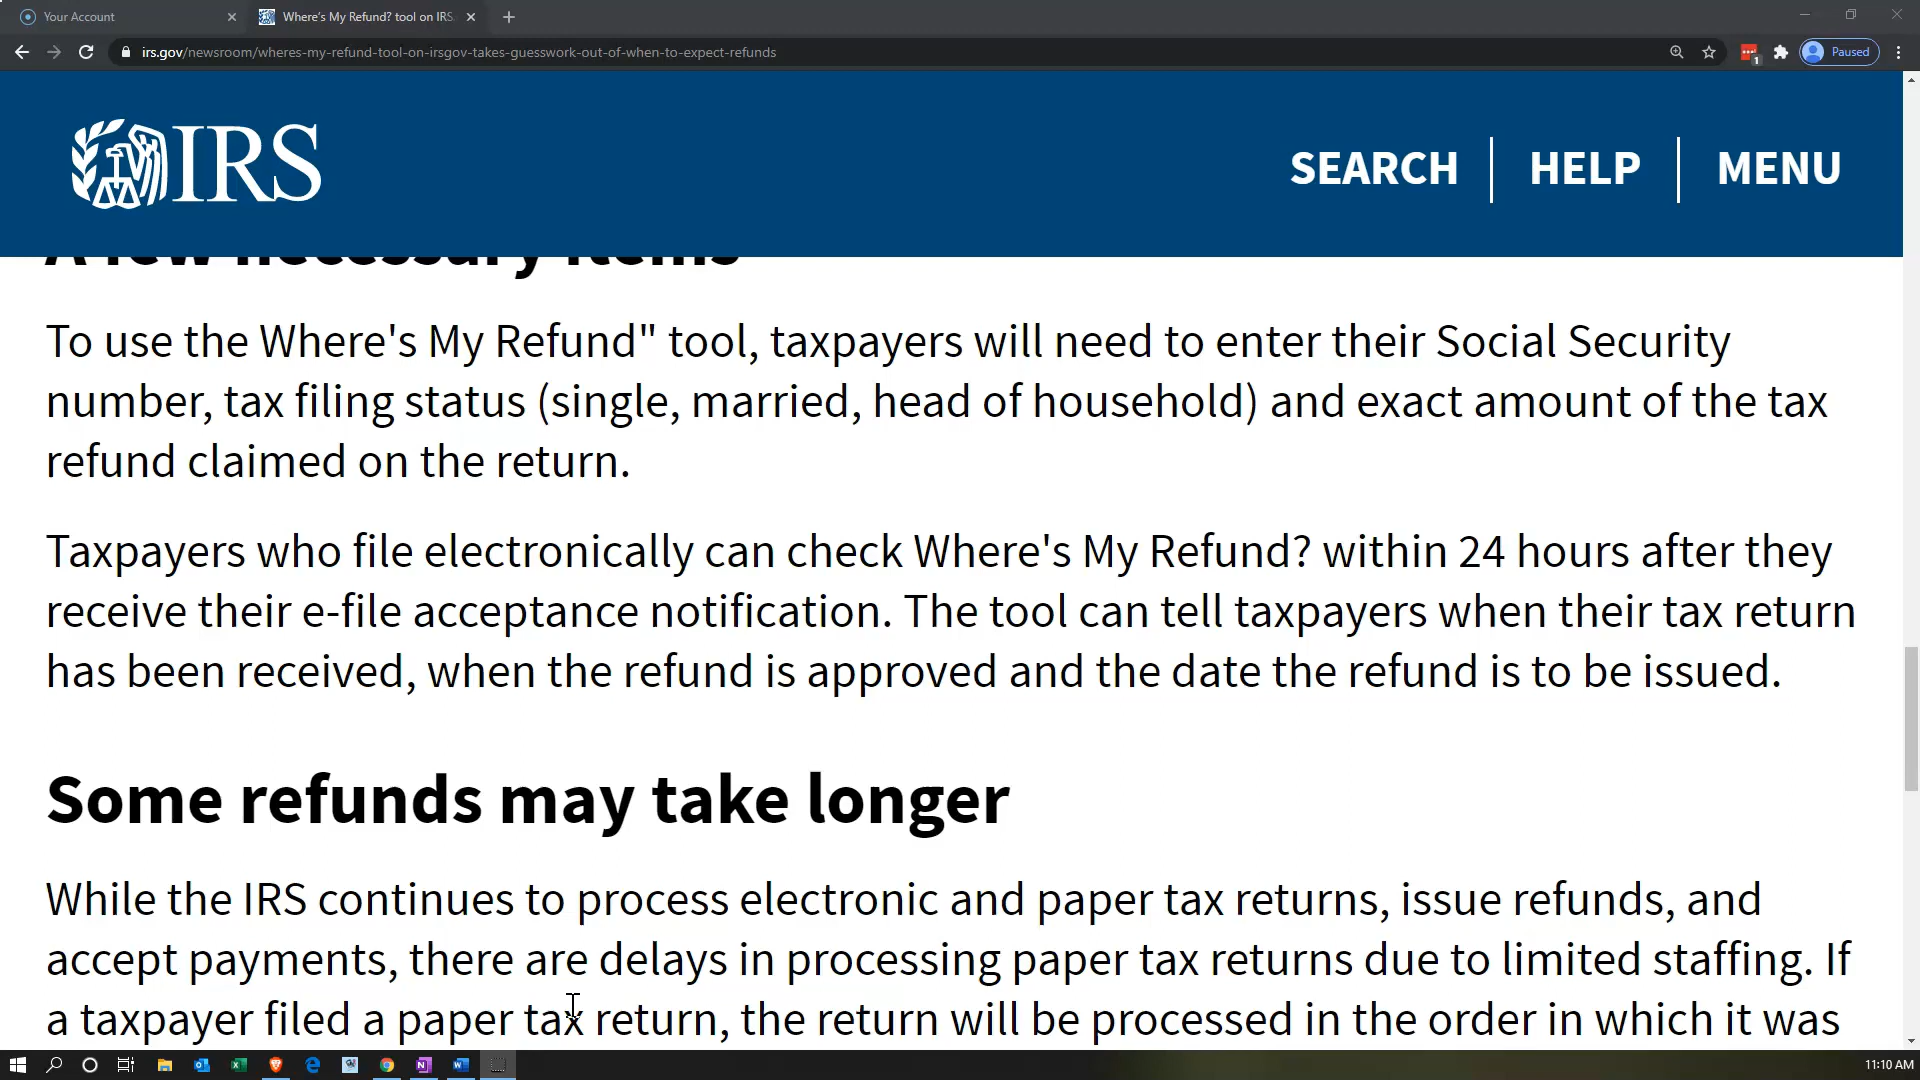 Your Account
Where's My Refund? tool on IRS
irs.gov/newsroom/wheres-my-refund-tool-on-irsgov-takes-guesswork-out-of-when-to-expect-refunds
1
Paused
IRS
SEARCH
HELP
MENU
A few necessary items
To use the Where's My Refund" tool, taxpayers will need to enter their Social Security
number, tax filing status (single, married, head of household) and exact amount of the tax
refund claimed on the return.
Taxpayers who file electronically can check Where's My Refund? within 24 hours after they
receive their e-file acceptance notification. The tool can tell taxpayers when their tax return
has been received, when the refund is approved and the date the refund is to be issued.
Some refunds may take longer
While the IRS continues to process electronic and paper tax returns, issue refunds, and
accept payments, there are delays in processing paper tax returns due to limited staffing. If
a taxpayer filed a paper tax return, the return will be processed in the order in which it was
11:10 AM